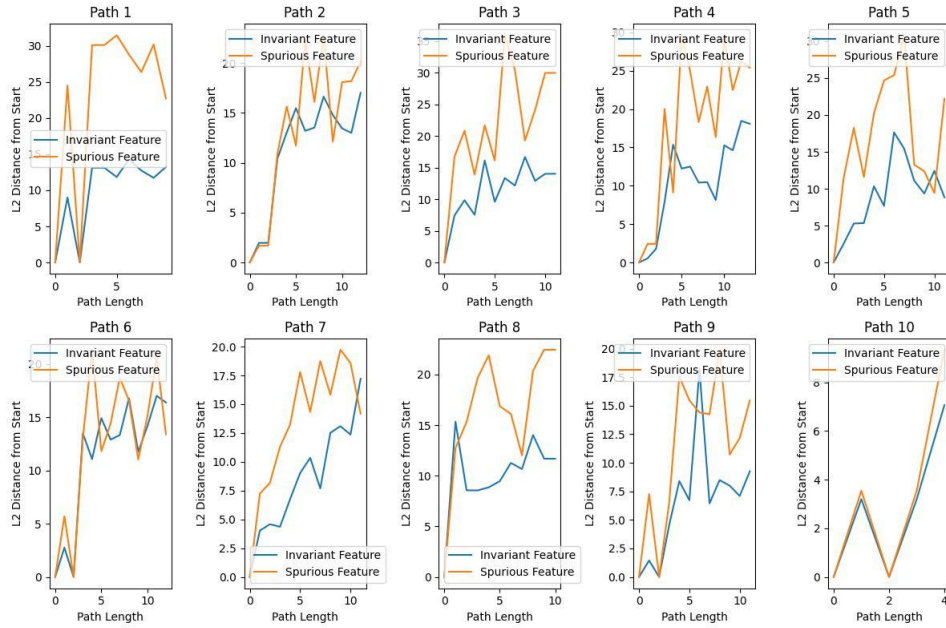 Path 1
Path 2
Path 3
Path 4
Path 5
L2 Distance from Start
30
25
20
15
10
5
0
Invariant Feature
Spurious Feature
0
5
Path Length
L2 Distance from Start
20
15
10
5
0
Invariant Feature
Spurious Feature
0
10
Path Length
L2 Distance from Start
35
30
25
20
15
10
5
0
Invariant Feature
Spurious Feature
0
10
Path Length
L2 Distance from Start
30
25
20
15
10
5
0
Invariant Feature
Spurious Feature
0
10
Path Length
L2 Distance from Start
30
25
20
15
10
5
0
Invariant Feature
Spurious Feature
0
10
Path Length
Path 6
Path 7
Path 8
Path 9
Path 10
L2 Distance from Start
20
15
10
5
0
Invariant Feature
Spurious Feature
0
10
Path Length
L2 Distance from Start
20.0
17.5
15.0
12.5
10.0
7.5
5.0
2.5
0.0
Invariant Feature
Spurious Feature
0
5
10
Path Length
L2 Distance from Start
20
15
10
5
0
Invariant Feature
Spurious Feature
0
5
10
Path Length
L2 Distance from Start
20.0
17.5
15.0
12.5
10.0
7.5
5.0
2.5
0.0
Invariant Feature
Spurious Feature
0
5
10
Path Length
L2 Distance from Start
8
6
4
2
0
Invariant Feature
Spurious Feature
0
2
4
Path Length